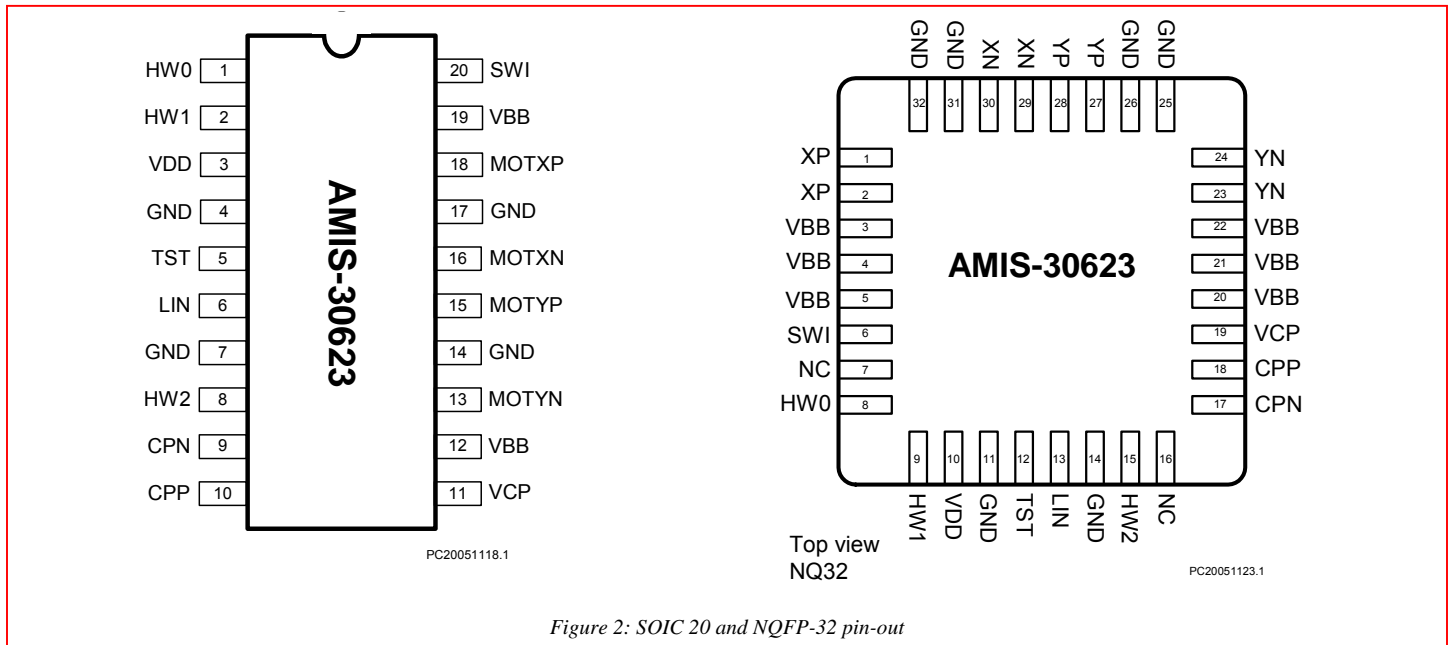 HW0 1 20 SWI
HW1 2 19 VBB
VDD 3 18 MOTXP
GND 4 17 GND
TST 5 16 MOTXN
LIN 6 15 MOTYP
GND 7 14 GND
HW2 8 13 MOTYN
CPN 9 12 VBB
CPP 10 11 VCP
AMIS-30623
PC20051118.1
GND GND XN XN YP YP GND GND
32 31 30 29 28 27 26 25
XP 1 24 YN
XP 2 23 YN
VBB 3 22 VBB
VBB 4 21 VBB
VBB 5 20 VBB
SWI 6 19 VCP
NC 7 18 CPP
HW0 8 17 CPN
AMIS-30623
9 10 11 12 13 14 15 16
HW1 VDD GND TST LIN GND HW2 NC
Top view
NQ32
PC20051123.1
Figure 2: SOIC 20 and NQFP-32 pin-out